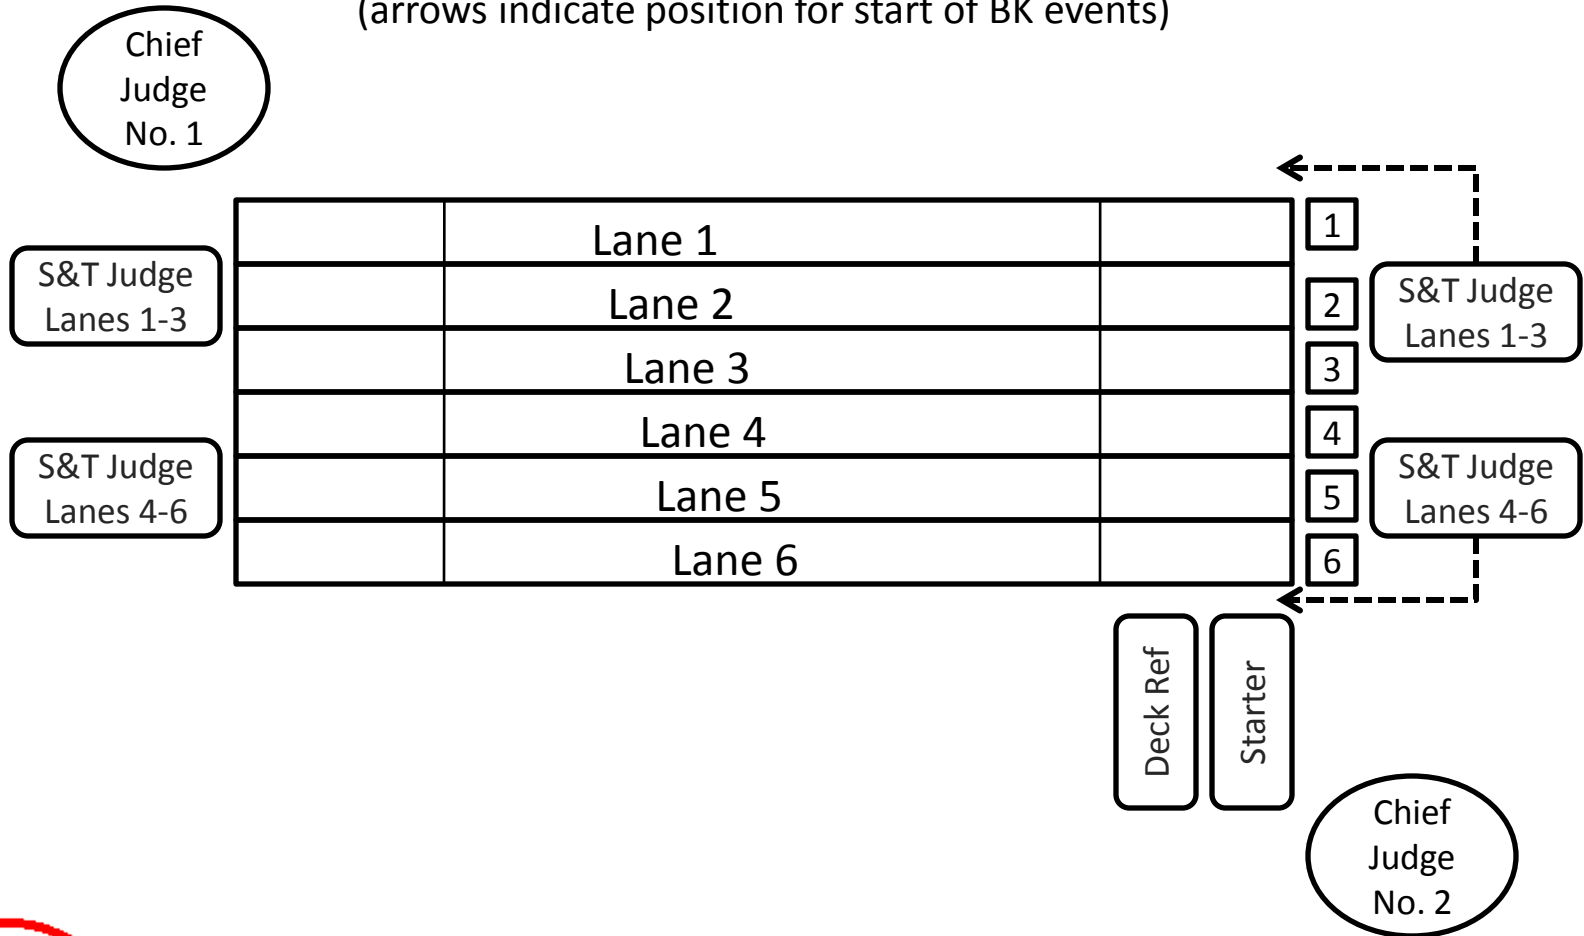 (arrows indicate position for start of BK events)
Chief
Judge
No. 1
Lane 1
Lane 2
Lane 3
Lane 4
Lane 5
Lane 6
S&T Judge
Lanes 1-3
S&T Judge
Lanes 4-6
1
2
3
4
5
6
S&T Judge
Lanes 1-3
S&T Judge
Lanes 4-6
Deck Ref
Starter
Chief
Judge
No. 2